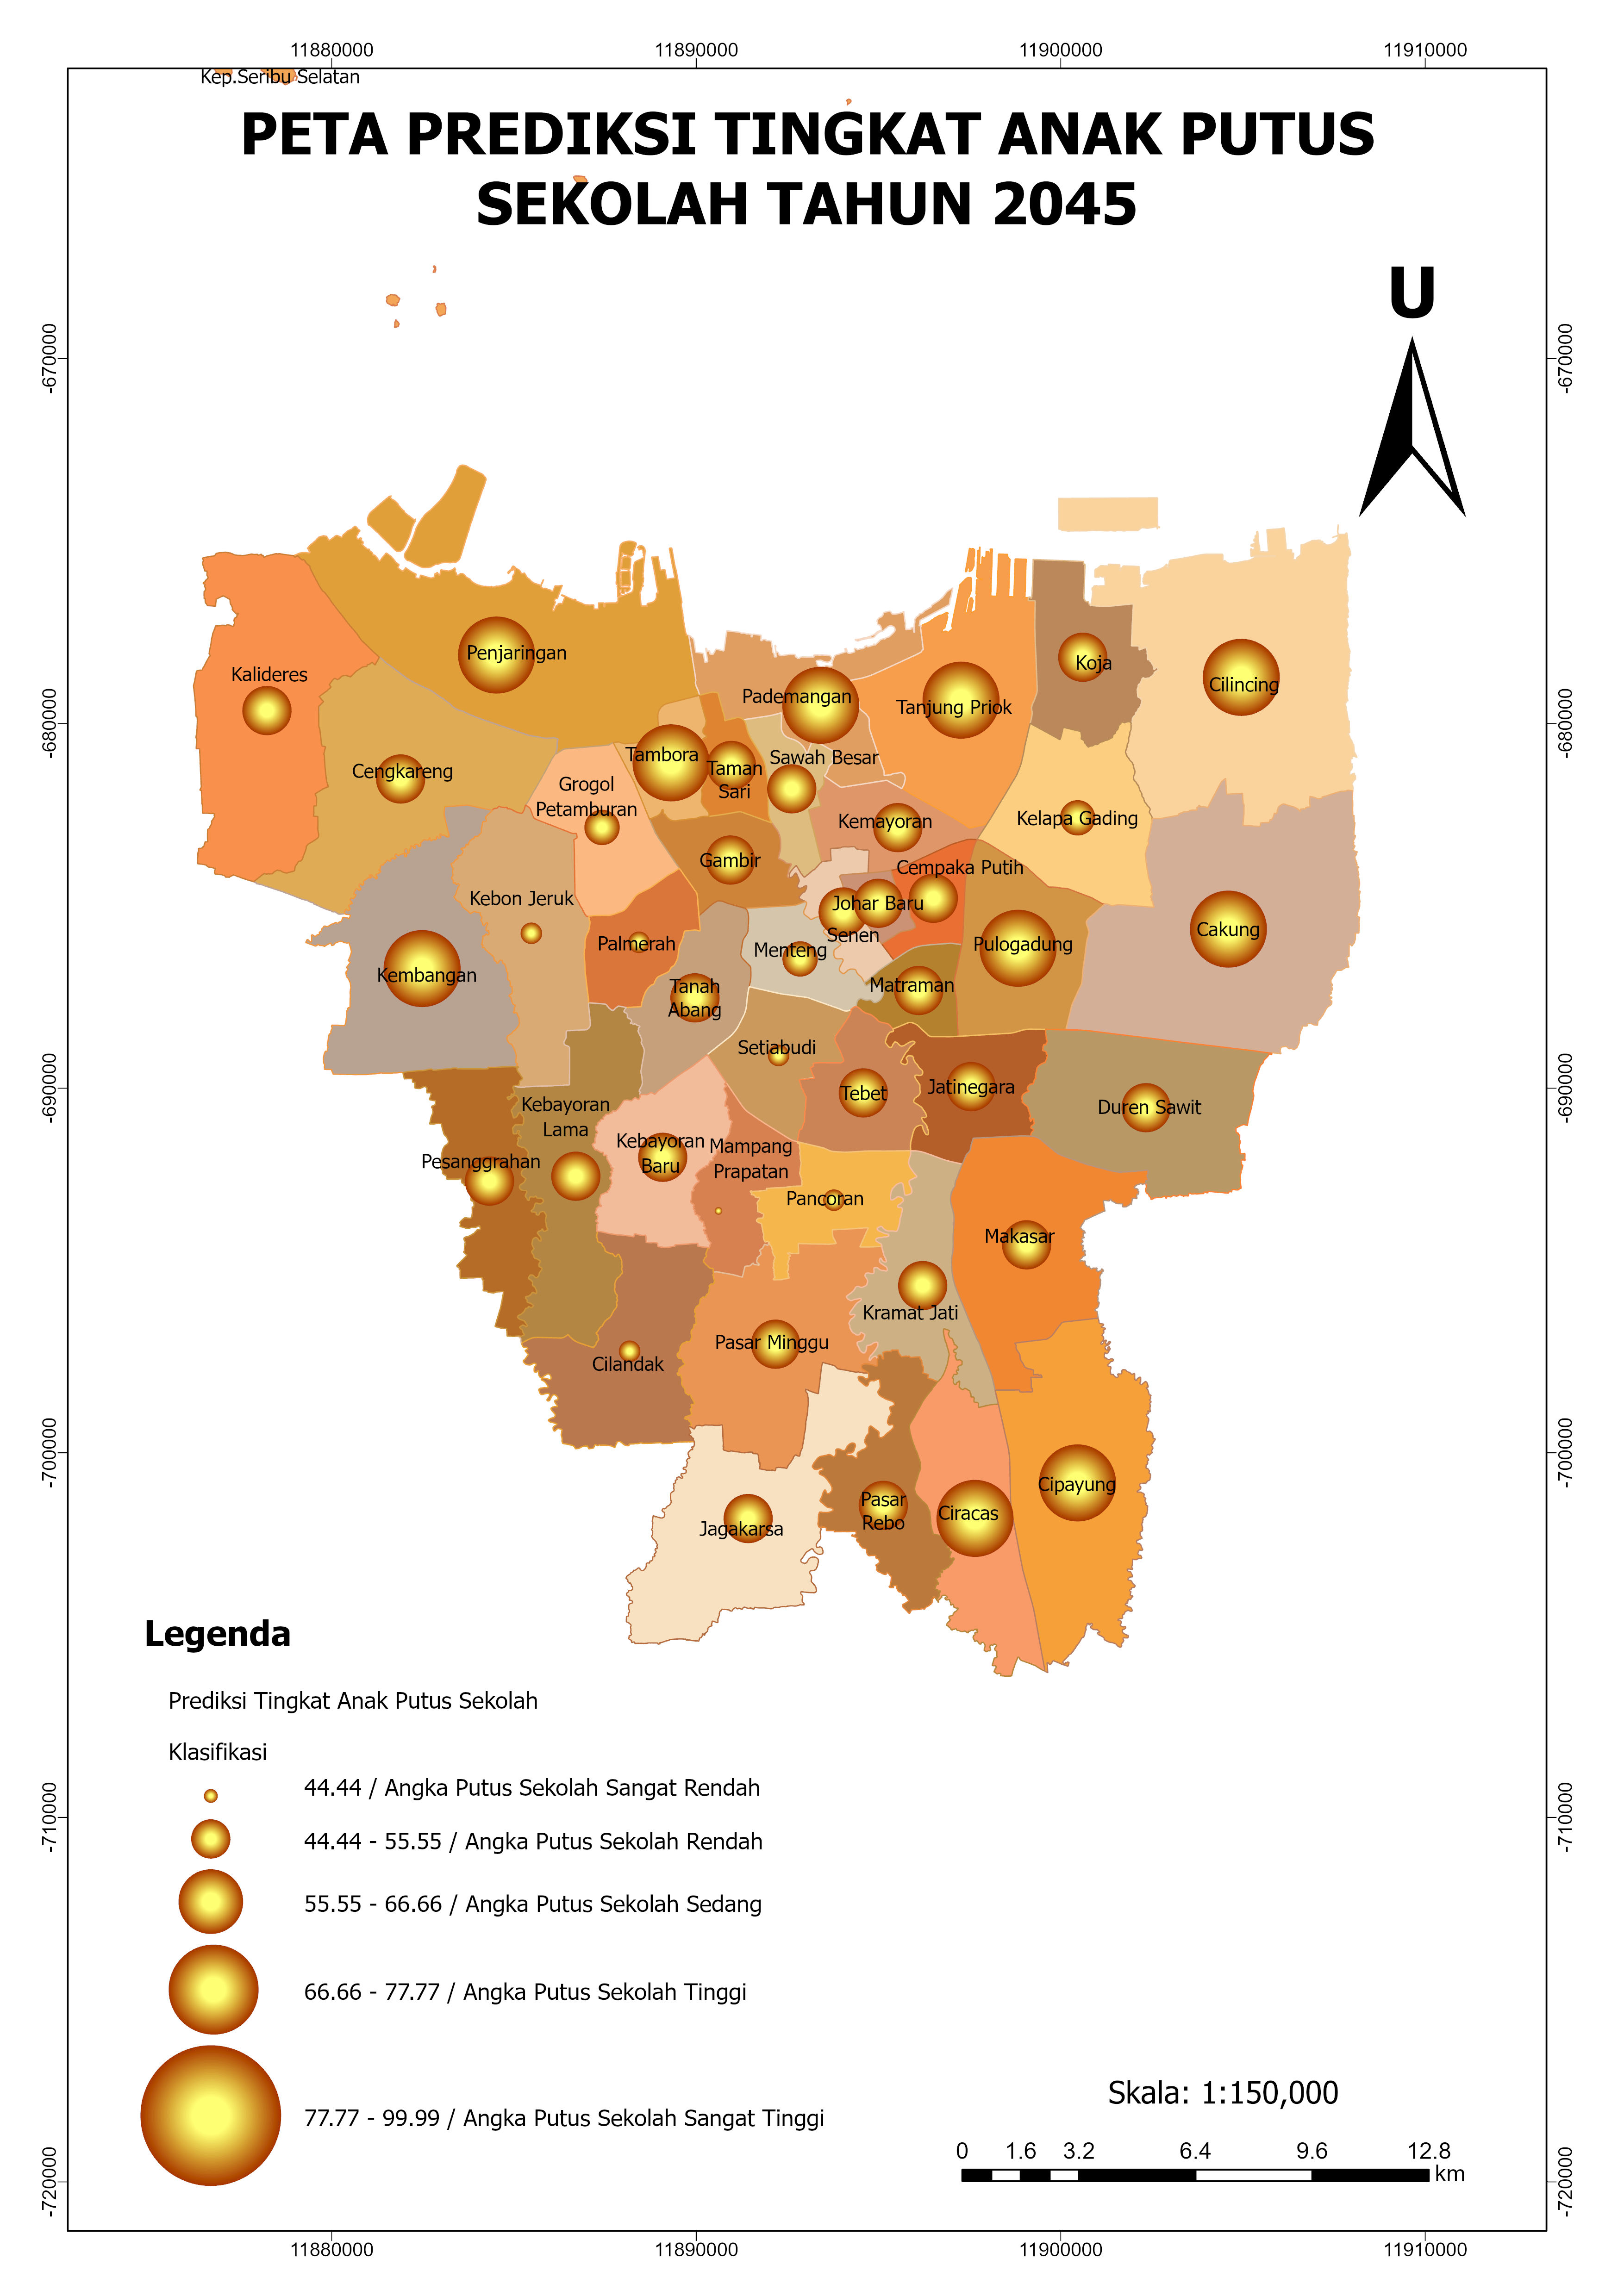 11880000
11890000
11900000
11910000
Kep.Seribu Selatan
PETA PREDIKSI TINGKAT ANAK PUTUS
SEKOLAH TAHUN 2045
U
-670000
-670000
Penjaringan
Koja
Kalideres
Cilincing
Pademangan
Tanjung Priok
-680000
-680000
Tambora
Sawah Besar
Cengkareng
Taman
Sari
Grogol
Petamburan
Kelapa Gading
Kemayoran
Gambir
Cempaka Putih
Kebon Jeruk
Johar Baru
Cakung
Senen
Palmerah
Pulogadung
Menteng
Kembangan
Matraman
Tanah
Abang
Setiabudi
-690000
-690000
Jatinegara
Tebet
Kebayoran
Lama
Duren Sawit
Kebayoran
Baru
Mampang
Prapatan
Pesanggrahan
Pancoran
Makasar
Kramat Jati
Pasar Minggu
Cilandak
-700000
-700000
Cipayung
Pasar
Rebo
Ciracas
Jagakarsa
Legenda
Prediksi Tingkat Anak Putus Sekolah
Klasifikasi
44.44 / Angka Putus Sekolah Sangat Rendah
-710000
-710000
44.44 - 55.55 / Angka Putus Sekolah Rendah
55.55 - 66.66 / Angka Putus Sekolah Sedang
66.66 - 77.77 / Angka Putus Sekolah Tinggi
77.77 - 99.99 / Angka Putus Sekolah Sangat Tinggi
Skala: 1:150,000
0 1.6 3.2 6.4 9.6 12.8
km
-720000
-720000
11880000
11890000
11900000
11910000